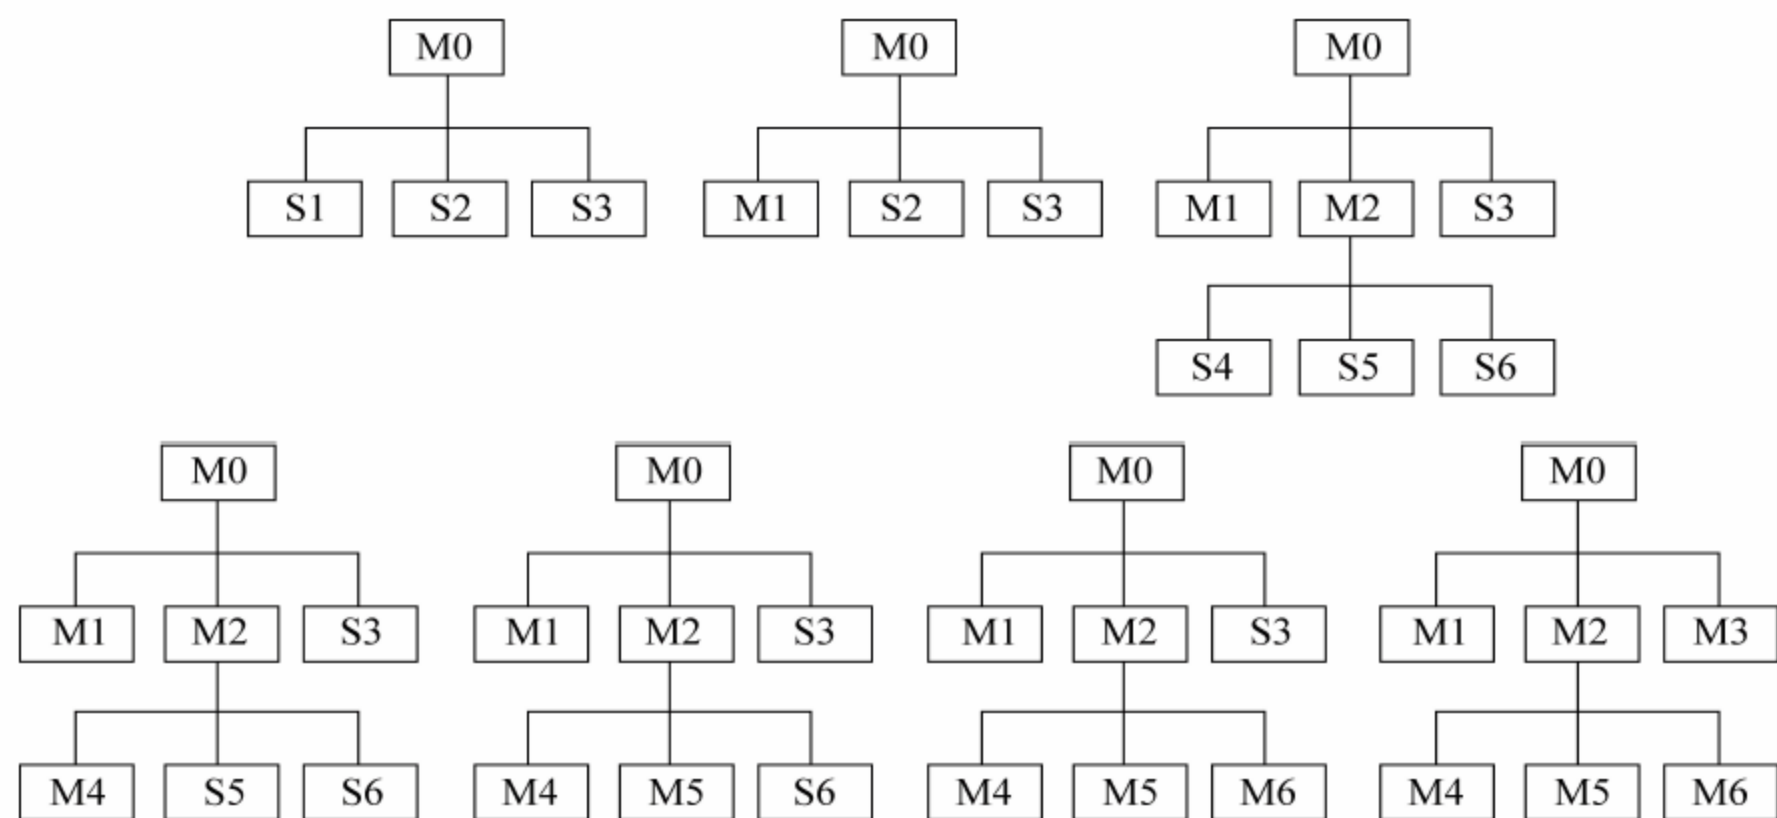 M0 M0 M0
S1 S2 S3 M1 S2 S3 M1 M2 S3
S4 S5 S6
M0 M0 M0 M0
M1 M2 S3 M1 M2 S3 M1 M2 S3 M1 M2 M3
M4 S5 S6 M4 M5 S6 M4 M5 M6 M4 M5 M6